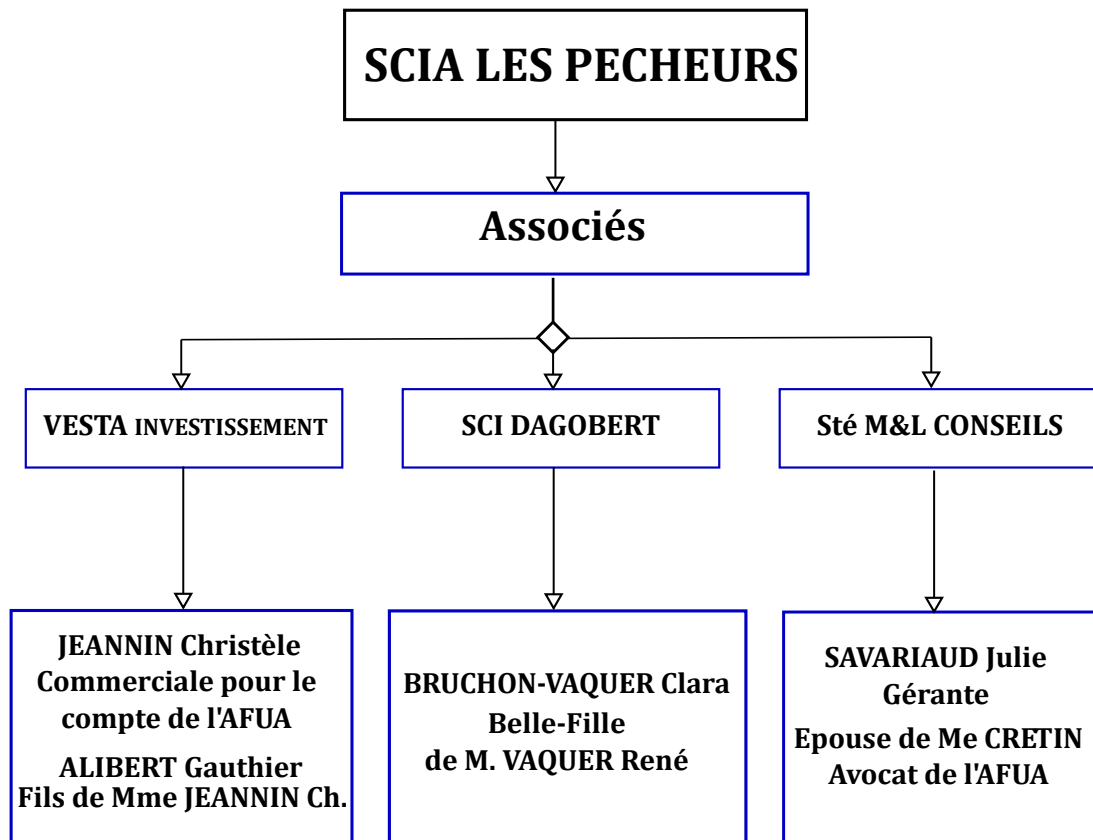 SCIA LES PECHEURS
Associés
VESTA INVESTISSEMENT
SCI DAGOBERT
Sté M&L CONSEILS
JEANNIN Christèle
Commerciale pour le
compte de l'AFUA
ALIBERT Gauthier
Fils de Mme JEANNIN Ch.
BRUCHON-VAQUER Clara
Belle-Fille
de M. VAQUER René
SAVARIAUD Julie
Gérante
Epouse de Me CRETIN
Avocat de l'AFUA